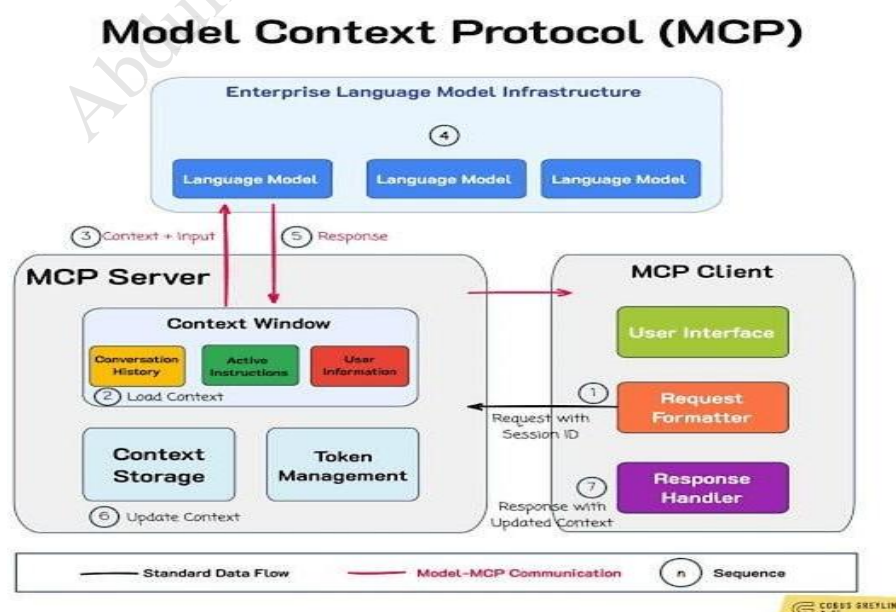 Model Context Protocol (MCP)
Enterprise Language Model Infrastructure
4
Language Model
Language Model
Language Model
3 Context + Input
5 Response
MCP Server
Context Window
Conversation
History
Active
Instructions
User
Information
2 Load Context
Context
Storage
Token
Management
6 Update Context
MCP Client
User Interface
1
Request
Formatter
Request with
Session ID
7
Response
Handler
Response with
Updated Context
Standard Data Flow
Model-MCP Communication
n Sequence